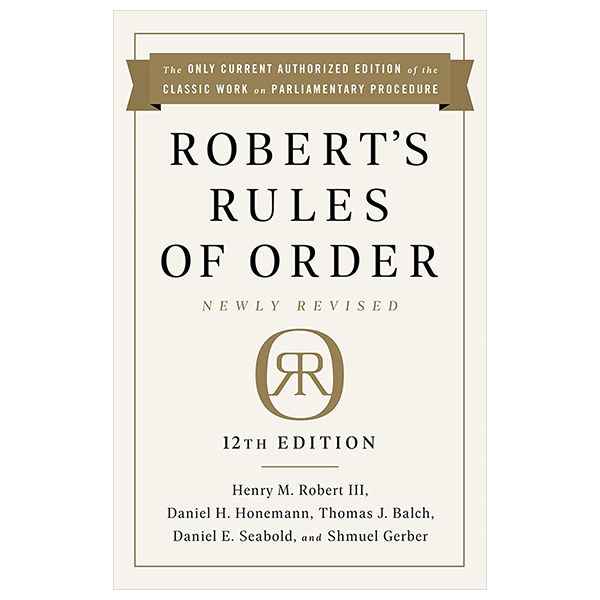 The ONLY CURRENT AUTHORIZED EDITION of the
CLASSIC WORK on PARLIAMENTARY PROCEDURE
ROBERT'S
RULES
OF ORDER
NEWLY REVISED
RR
12TH EDITION
Henry M. Robert III,
Daniel H. Honemann, Thomas J. Balch,
Daniel E. Seabold, and Shmuel Gerber